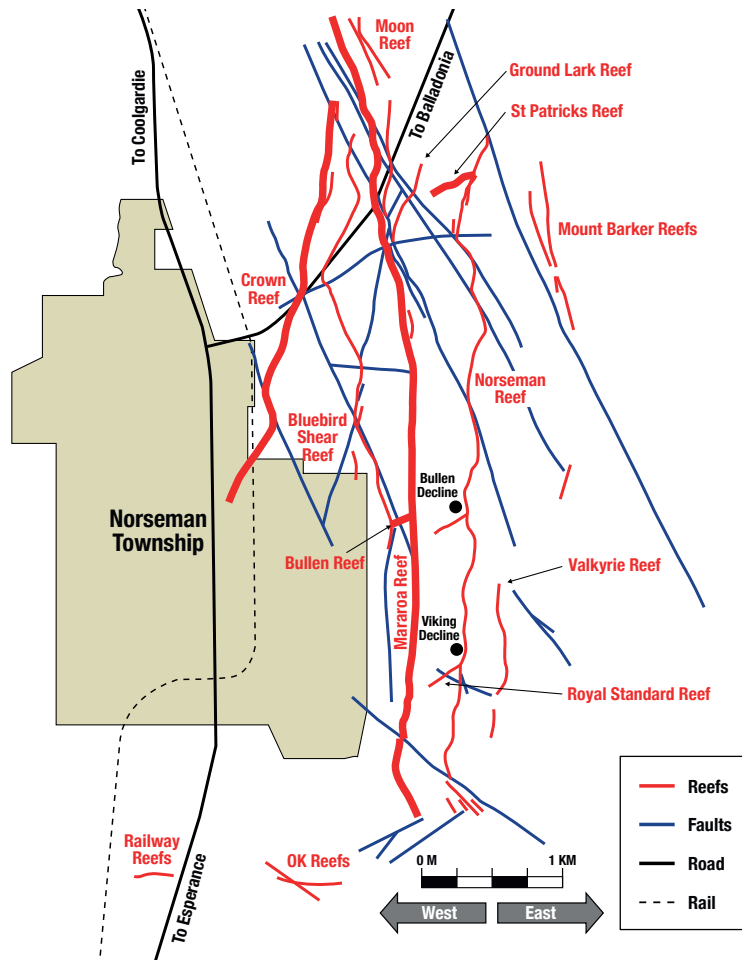 Moon
Reef
To Coolgardie
To Balladonia
Ground Lark Reef
St Patricks Reef
Mount Barker Reefs
Crown
Reef
Norseman
Reef
Bluebird
Shear
Reef
Bullen
Decline
Norseman
Township
Bullen Reef
Mararoa Reef
Valkyrie Reef
Viking
Decline
Royal Standard Reef
Railway
Reefs
OK Reefs
To Esperance
0 M
1 KM
West
East
Reefs
Faults
Road
Rail